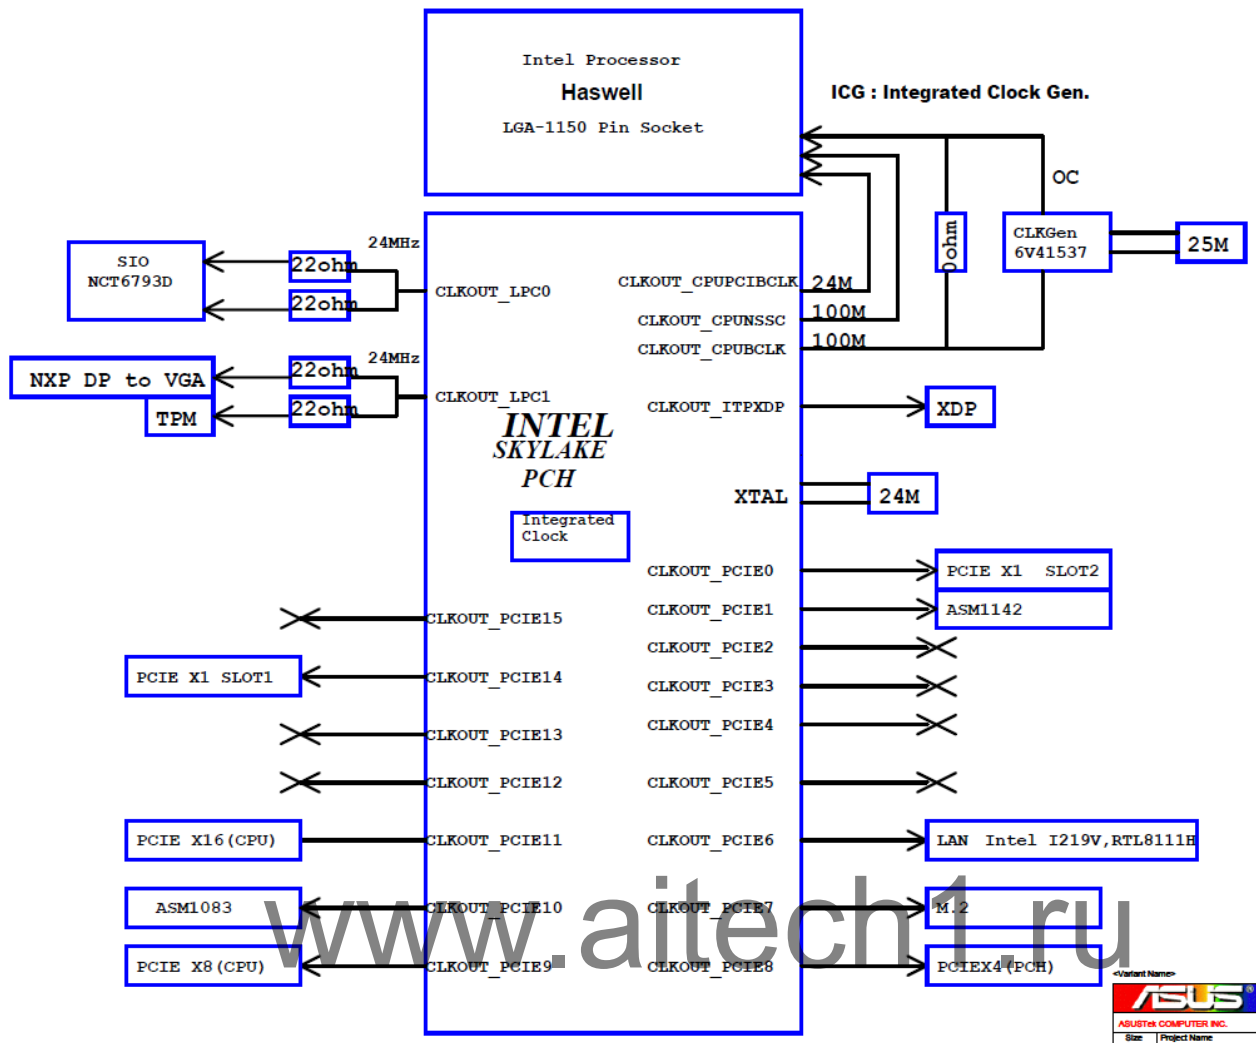 Intel Processor
Haswell
LGA-1150 Pin Socket
ICG : Integrated Clock Gen.
OC
CLKGen
6V41537
25M
0ohm
SIO
NCT6793D
22ohm
22ohm
24MHz
CLKOUT_LPC0
CLKOUT_CPUPCIBCLK 24M
CLKOUT_CPUNSSC 100M
CLKOUT_CPUBCLK 100M
NXP DP to VGA
TPM
22ohm
22ohm
24MHz
CLKOUT_LPC1
CLKOUT_ITPXDP
XDP
INTEL
SKYLAKE
PCH
XTAL
24M
Integrated
Clock
CLKOUT_PCIE0
PCIE X1 SLOT2
CLKOUT_PCIE1
ASM1142
CLKOUT_PCIE2
CLKOUT_PCIE3
CLKOUT_PCIE4
CLKOUT_PCIE5
CLKOUT_PCIE6
LAN Intel I219V,RTL8111H
CLKOUT_PCIE7
M.2
CLKOUT_PCIE8
PCIEX4(PCH)
CLKOUT_PCIE15
PCIE X1 SLOT1
CLKOUT_PCIE14
CLKOUT_PCIE13
CLKOUT_PCIE12
PCIE X16(CPU)
CLKOUT_PCIE11
ASM1083
CLKOUT_PCIE10
PCIE X8(CPU)
CLKOUT_PCIE9
www.aitech1.ru
<Variant Name>
ASUS®
ASUSTek COMPUTER INC.
Size
Project Name